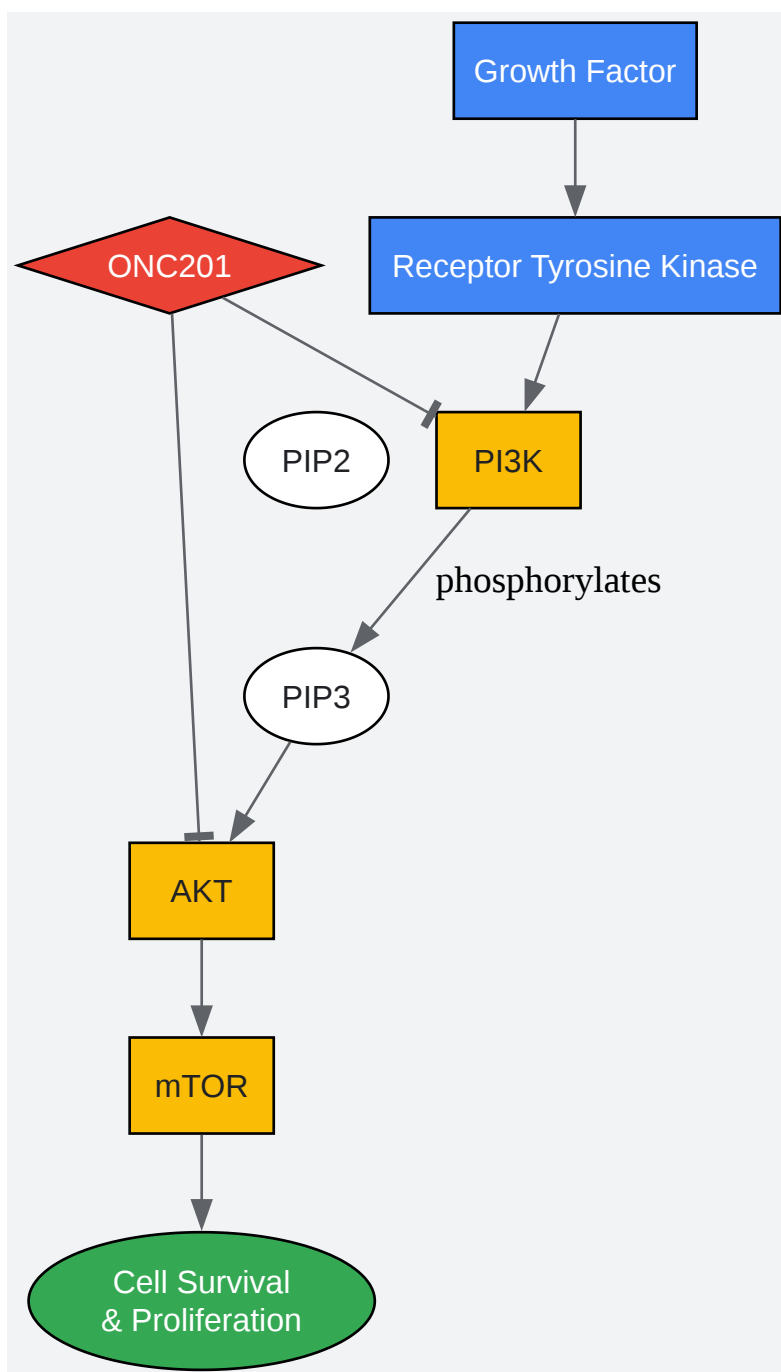 Growth Factor
ONC201
Receptor Tyrosine Kinase
PIP2
PI3K
phosphorylates
PIP3
AKT
mTOR
Cell Survival
& Proliferation